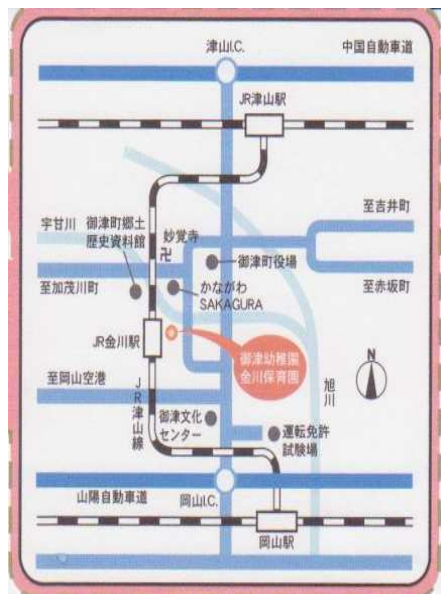 津山I.C.
中国自動車道
JR津山駅
至吉井町
宇甘川
御津町郷土
歴史資料館
妙覚寺
卍
御津町役場
至加茂川町
かながわ
SAKAGURA
至赤坂町
JR金川駅
御津幼稚園
金川保育園
N
至岡山空港
JR津山線
旭川
御津文化
センター
運転免許
試験場
山陽自動車道
岡山I.C.
岡山駅